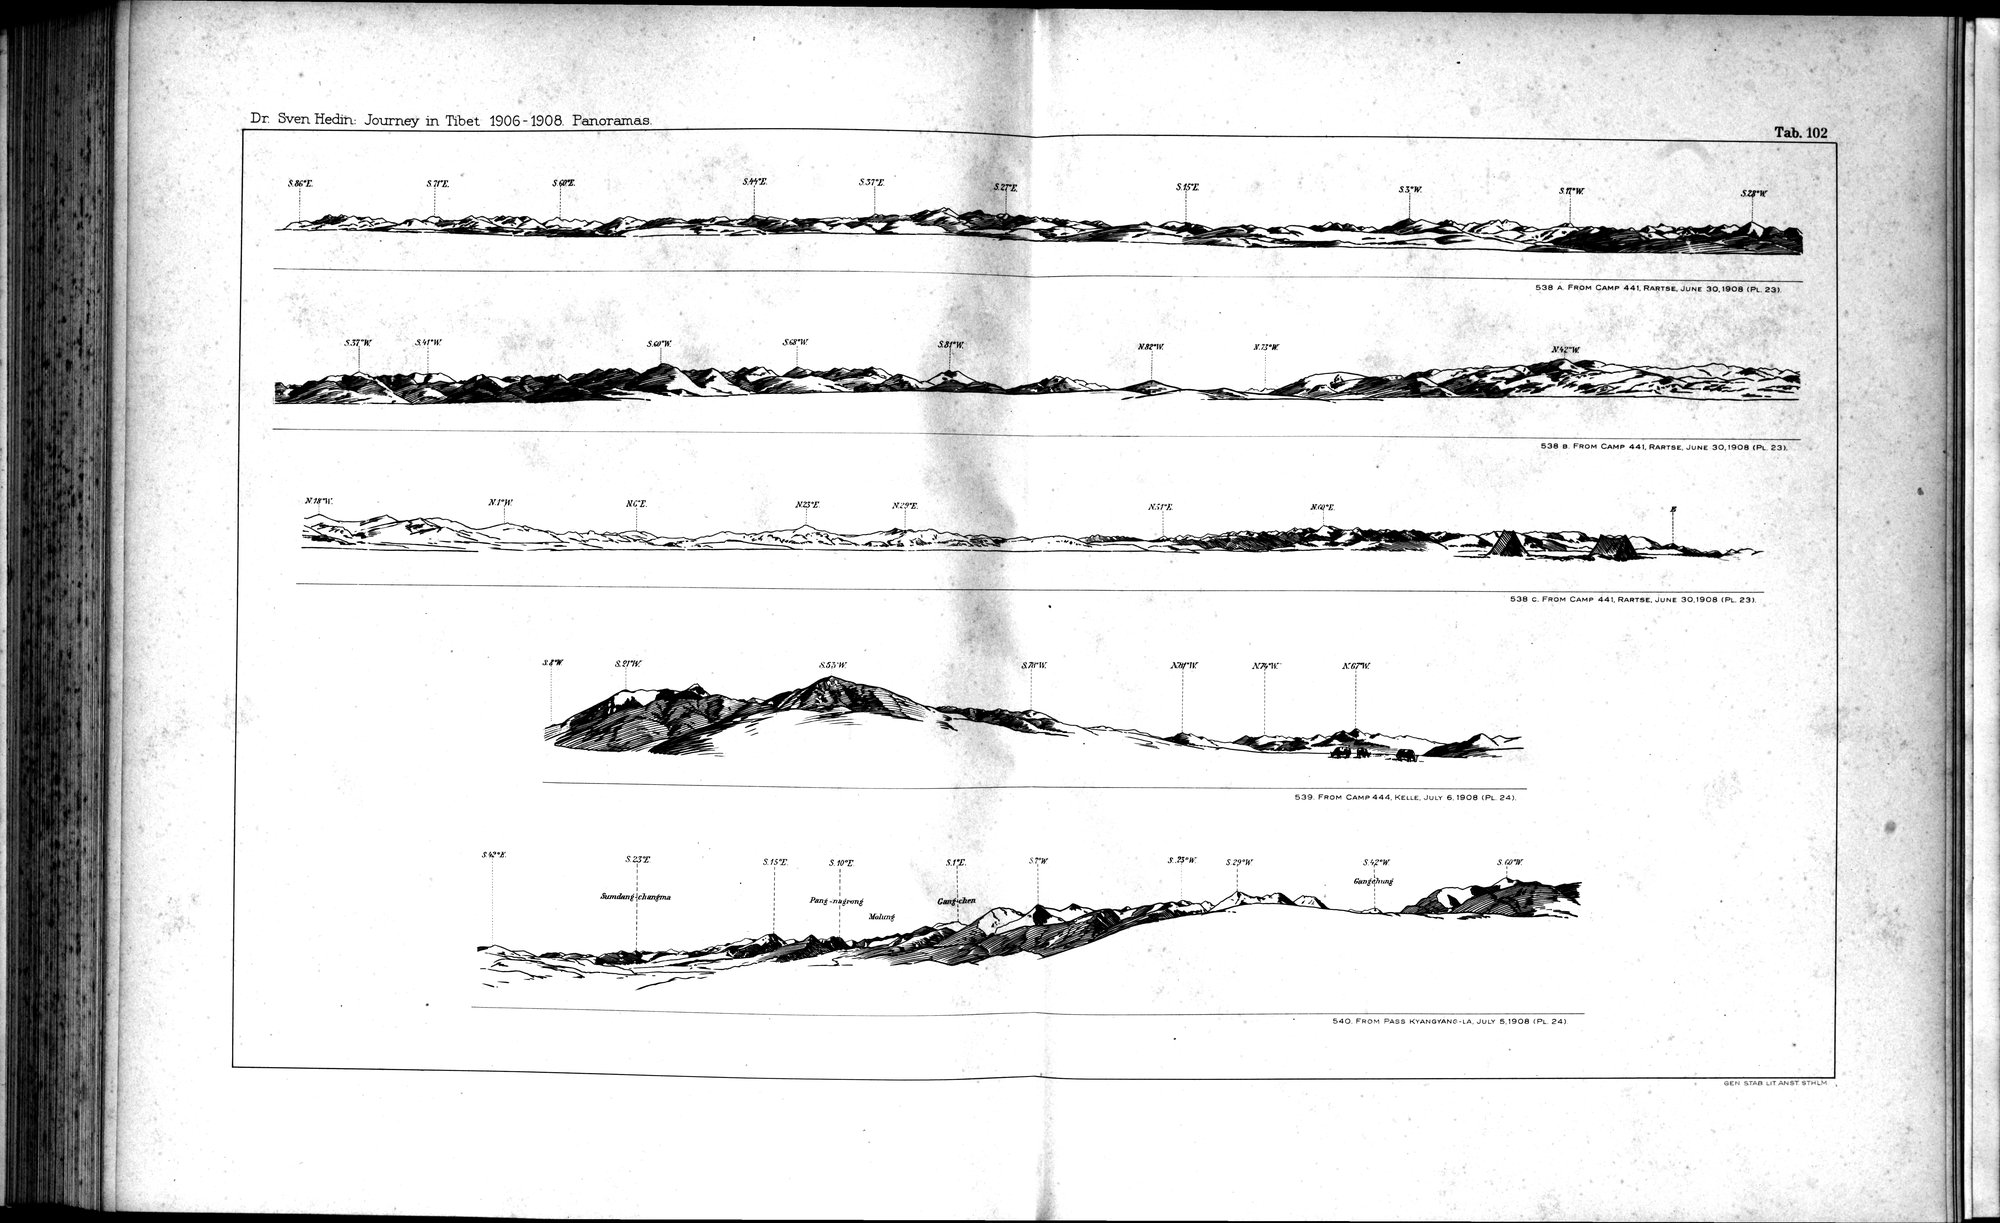 Dr. Sven Hedin: Journey in Tibet 1906-1908. Panoramas.
Tab. 102
S.86°E. S.71°E. S.60°E. S.44°E. S.37°E. S.27°E. S.15°E. S.3°W. S.17°W. S.28°W.
538 A. From Camp 441, Rartse, June 30,1908 (Pl. 23).
S.37°W. S.41°W. S.60°W. S.68°W. S.81°W. N.82°W. N.73°W. N.42°W.
538 B. From Camp 441, Rartse, June 30,1908 (Pl. 23).
N.18°W. N.1°W. N.6°E. N.23°E. N.29°E. N.51°E. N.60°E. E
538 C. From Camp 441, Rartse, June 30,1908 (Pl. 23).
S.8°W. S.21°W. S.53°W. S.78°W. N.81°W. N.74°W. N.67°W.
539. From Camp 444, Kelle, July 6,1908 (Pl. 24).
S.42°E. S.23°E. S.15°E. S.10°E. S.1°E. S.7°W S.23°W. S.29°W S.42°W S.60°W.
Gangchung
Sumdang-changma Pang-nagrong Gang-chen
Molung
540. From Pass Kyangyang-la, July 5,1908 (Pl. 24).
GEN. STAB. LIT. ANST. STHLM